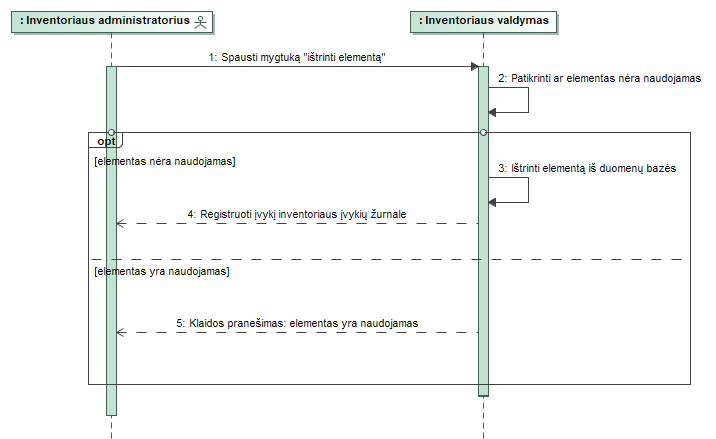 : Inventoriaus administratorius
: Inventoriaus valdymas
1: Spausti mygtuką "ištrinti elementą"
2: Patikrinti ar elementas nėra naudojamas
opt
[elementas nėra naudojamas]
3: Ištrinti elementą iš duomenų bazės
4: Registruoti įvykį inventoriaus įvykių žurnale
[elementas yra naudojamas]
5: Klaidos pranešimas: elementas yra naudojamas